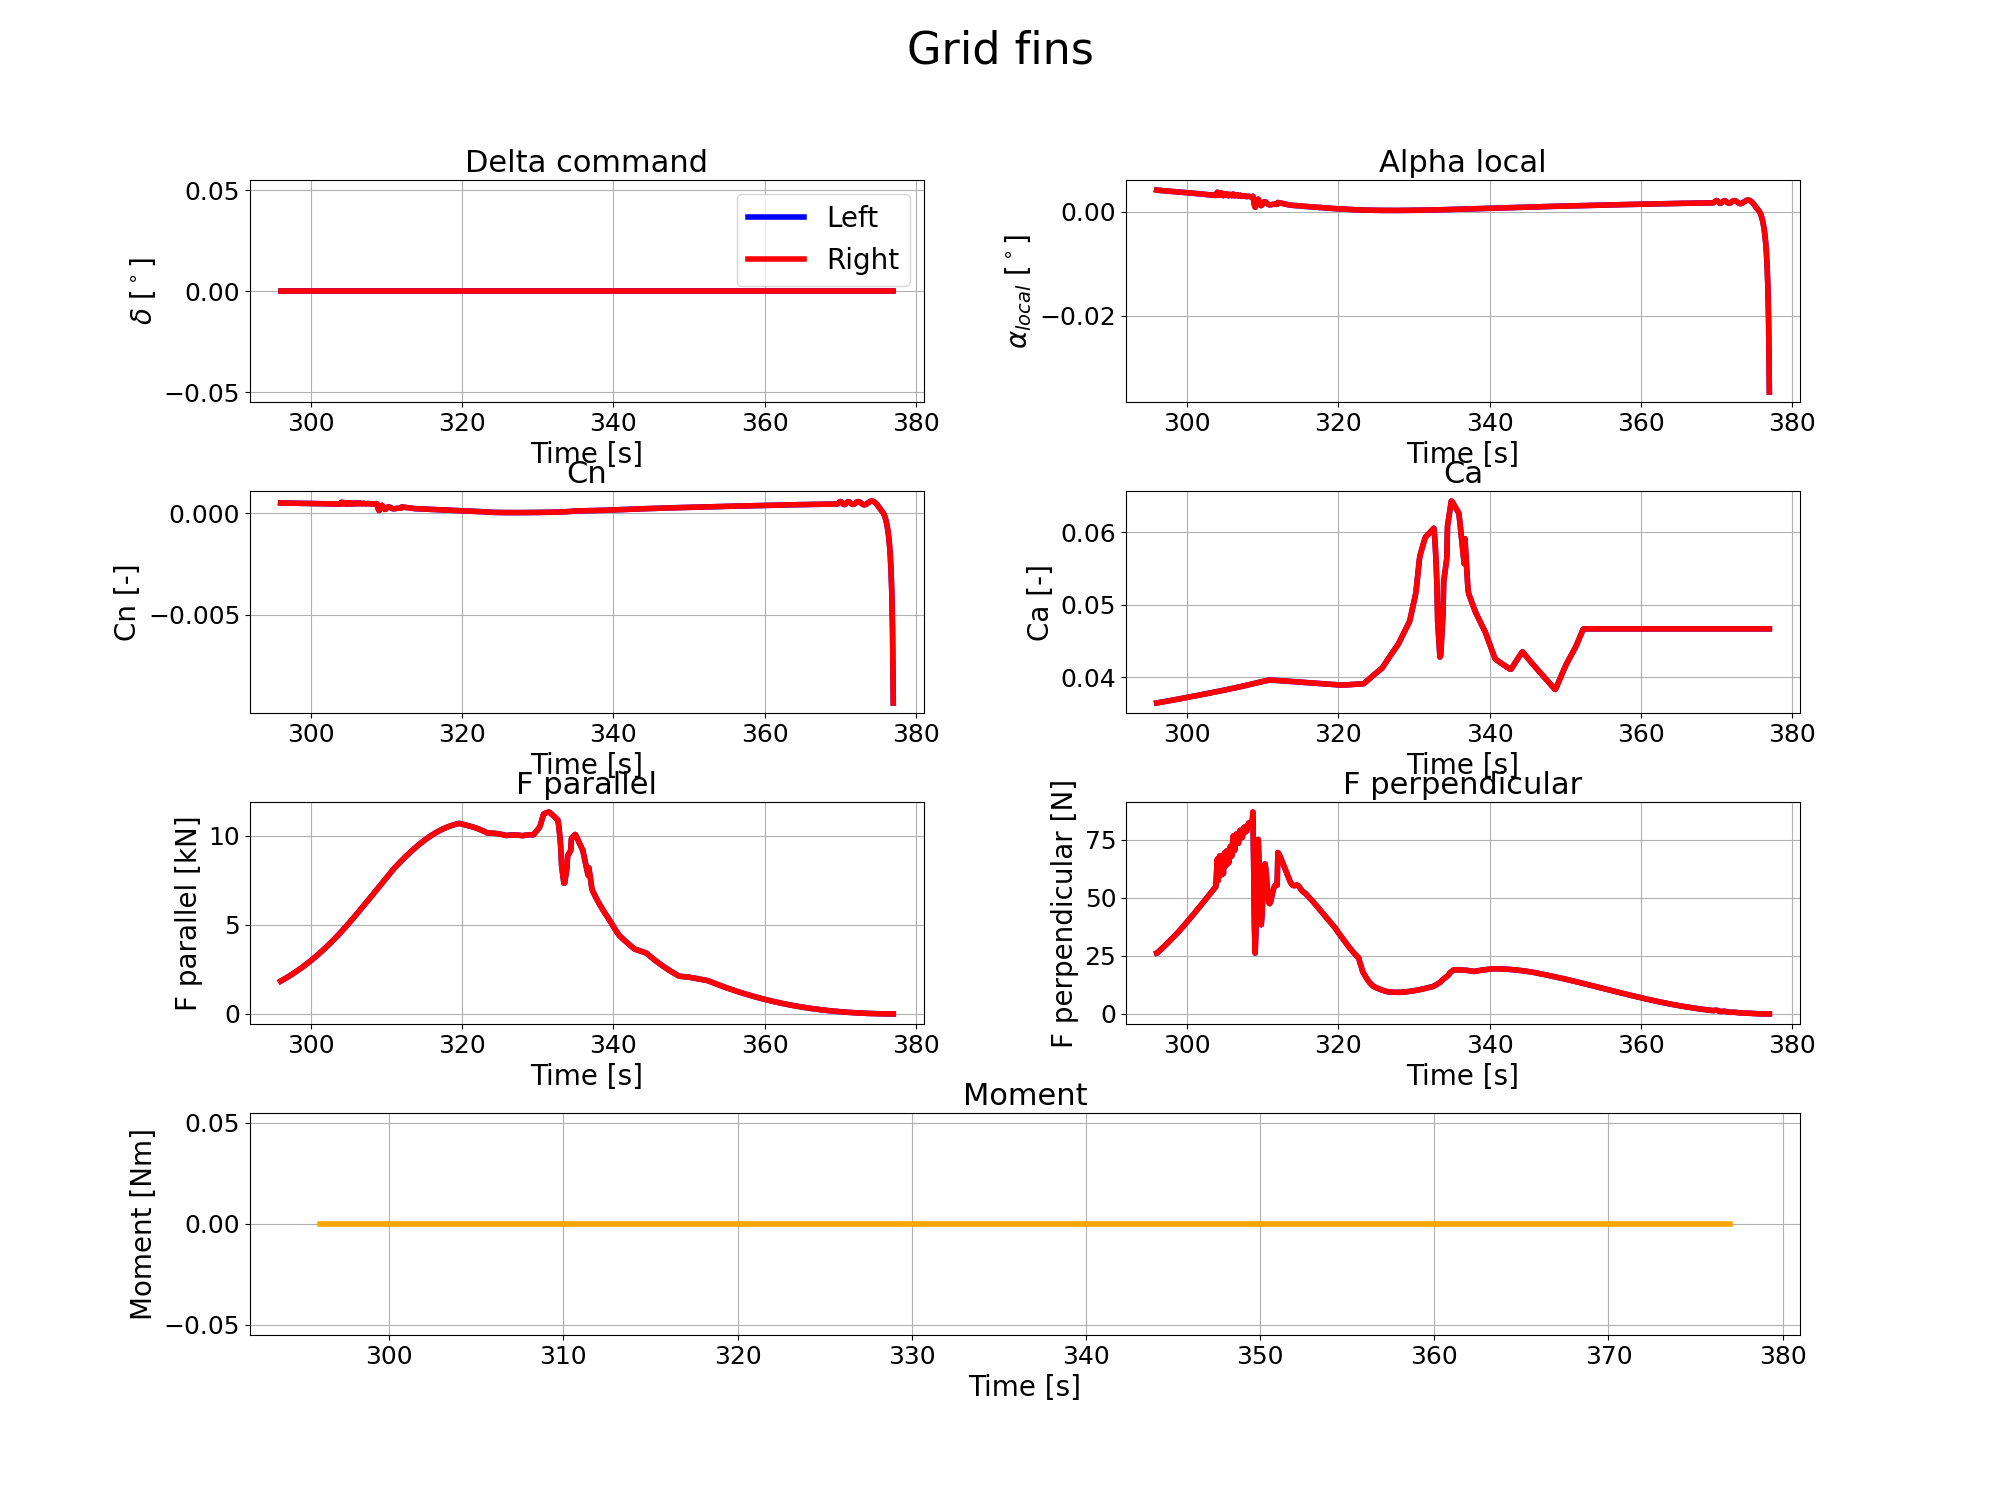 Grid fins
Delta command
δ [°]
0.05
0.00
−0.05
Left
Right
300 320 340 360 380
Time [s]
Alpha local
α_local [°]
0.00
−0.02
300 320 340 360 380
Time [s]
Cn
Cn [-]
0.000
−0.005
300 320 340 360 380
Time [s]
Ca
Ca [-]
0.06
0.05
0.04
300 320 340 360 380
Time [s]
F parallel
F parallel [kN]
10
5
0
300 320 340 360 380
Time [s]
F perpendicular
F perpendicular [N]
75
50
25
0
300 320 340 360 380
Time [s]
Moment
Moment [Nm]
0.05
0.00
−0.05
300 310 320 330 340 350 360 370 380
Time [s]